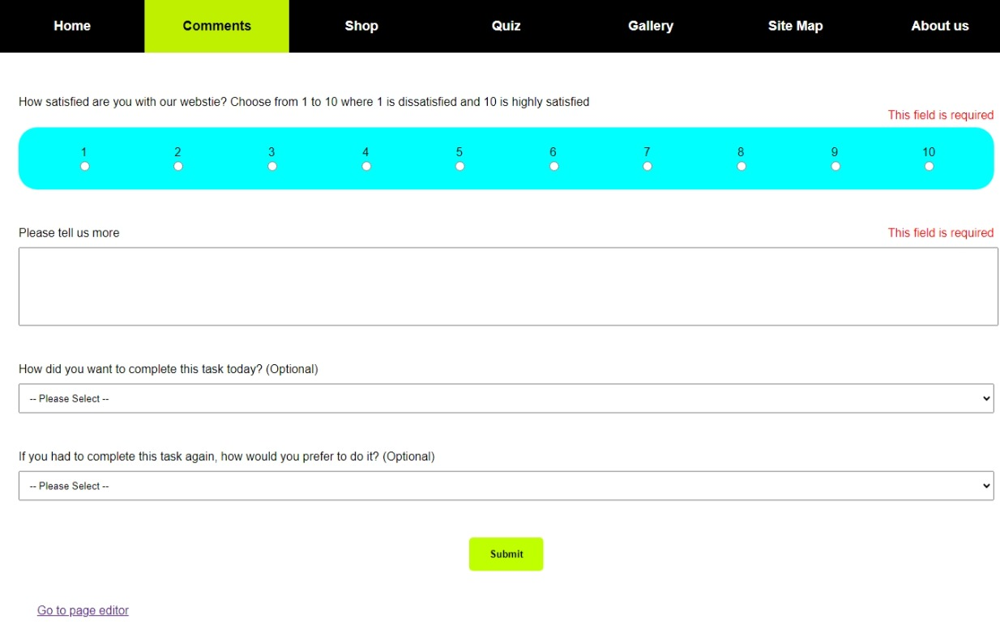 Home Comments Shop Quiz Gallery Site Map About us
How satisfied are you with our webstie? Choose from 1 to 10 where 1 is dissatisfied and 10 is highly satisfied
This field is required
1 2 3 4 5 6 7 8 9 10
Please tell us more This field is required
How did you want to complete this task today? (Optional)
-- Please Select --
If you had to complete this task again, how would you prefer to do it? (Optional)
-- Please Select --
Submit
Go to page editor